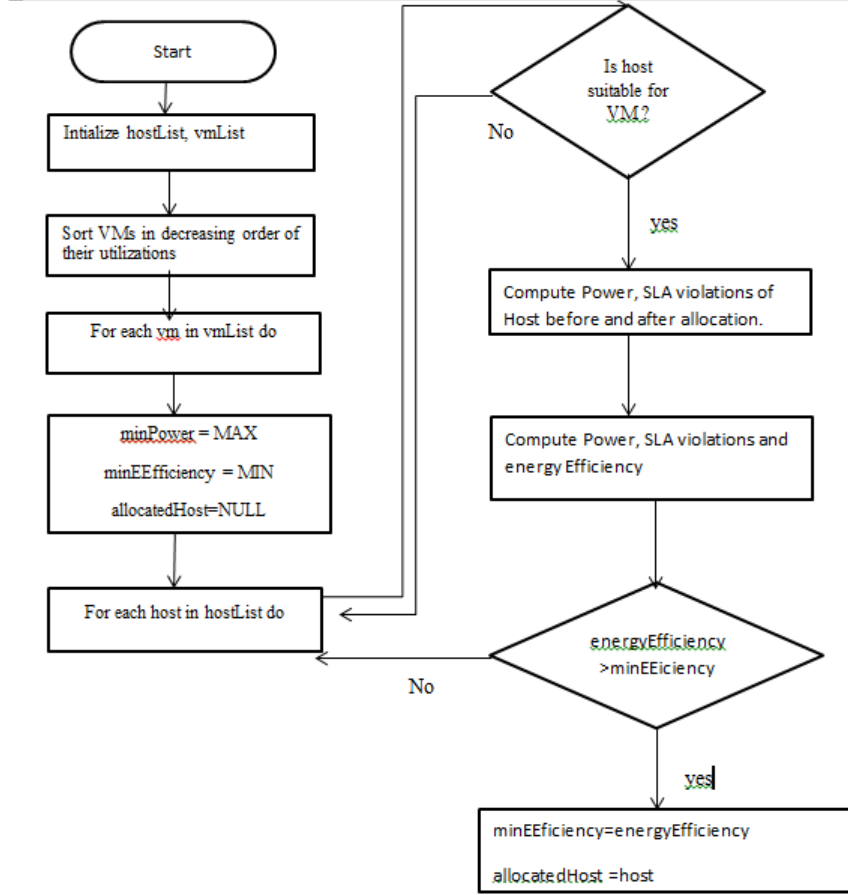 Start
Intialize hostList, vmList
Sort VMs in decreasing order of
their utilizations
For each vm in vmList do
minPower = MAX
minEEfficiency = MIN
allocatedHost=NULL
For each host in hostList do
Is host
suitable for
VM?
No
yes
Compute Power, SLA violations of
Host before and after allocation.
Compute Power, SLA violations and
energy Efficiency
energyEfficiency
>minEEiciency
No
yes
minEEficiency=energyEfficiency
allocatedHost =host